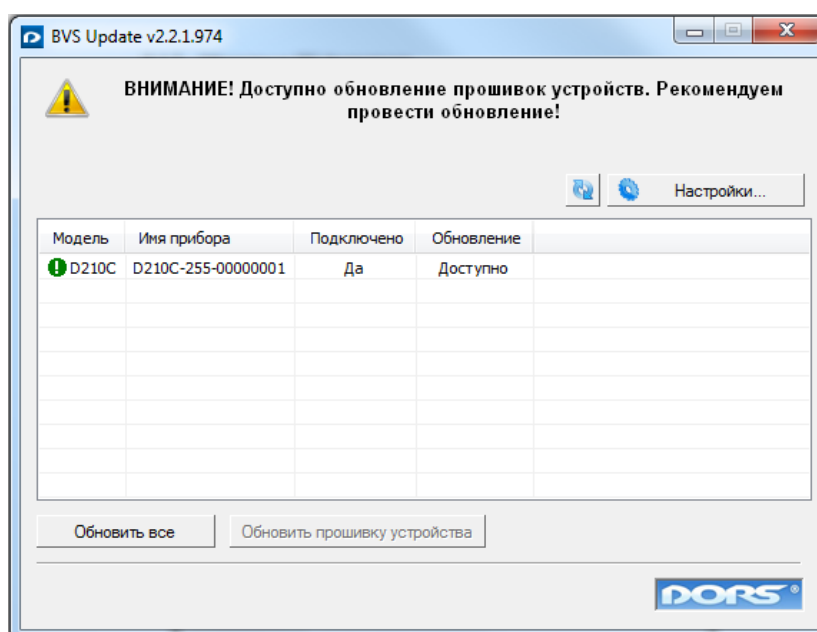 BVS Update v2.2.1.974
ВНИМАНИЕ! Доступно обновление прошивок устройств. Рекомендуем
провести обновление!
Настройки...
Модель Имя прибора Подключено Обновление
D210C D210C-255-00000001 Да Доступно
Обновить все Обновить прошивку устройства
DORS®